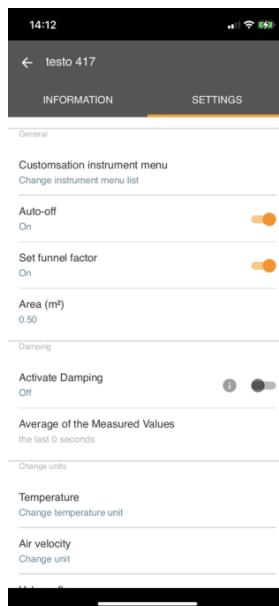 14:12
testo 417
INFORMATION SETTINGS
General
Customsation instrument menu
Change instrument menu list
Auto-off
On
Set funnel factor
On
Area (m²)
0.50
Damping
Activate Damping
Off
Average of the Measured Values
the last 0 seconds
Change units
Temperature
Change temperature unit
Air velocity
Change unit